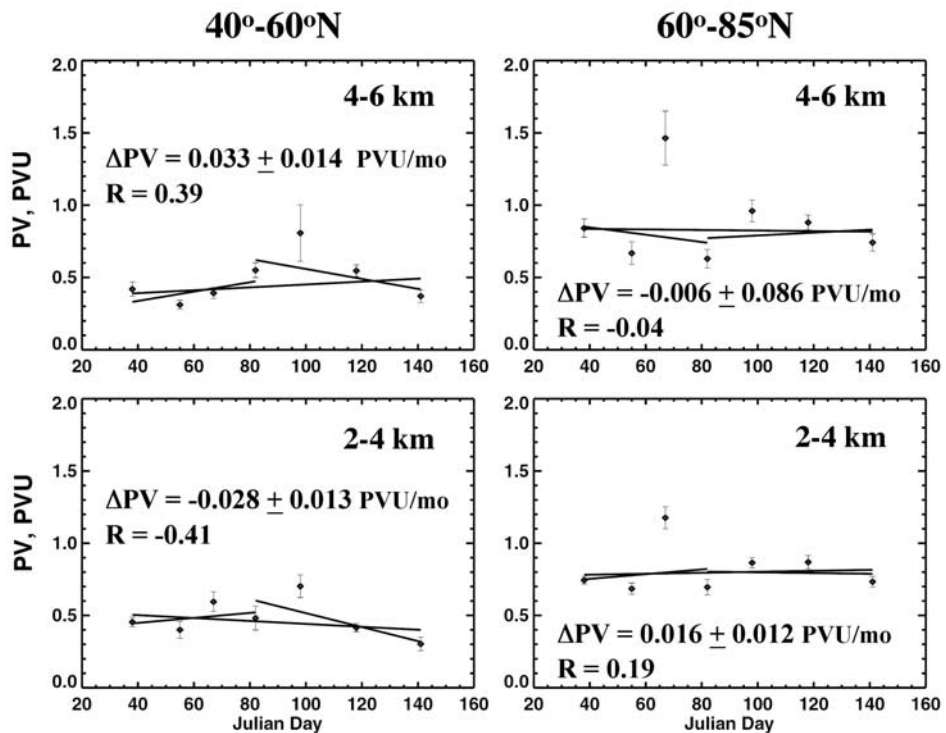 40°-60°N
60°-85°N
2.0
4-6 km
1.5
ΔPV = 0.033 ± 0.014 PVU/mo
R = 0.39
1.0
0.5
0.0
PV, PVU
20 40 60 80 100 120 140 160
Julian Day
2.0
4-6 km
1.5
1.0
0.5
ΔPV = -0.006 ± 0.086 PVU/mo
R = -0.04
0.0
20 40 60 80 100 120 140 160
Julian Day
2.0
2-4 km
1.5
ΔPV = -0.028 ± 0.013 PVU/mo
R = -0.41
1.0
0.5
0.0
PV, PVU
20 40 60 80 100 120 140 160
Julian Day
2.0
2-4 km
1.5
1.0
0.5
ΔPV = 0.016 ± 0.012 PVU/mo
R = 0.19
0.0
20 40 60 80 100 120 140 160
Julian Day